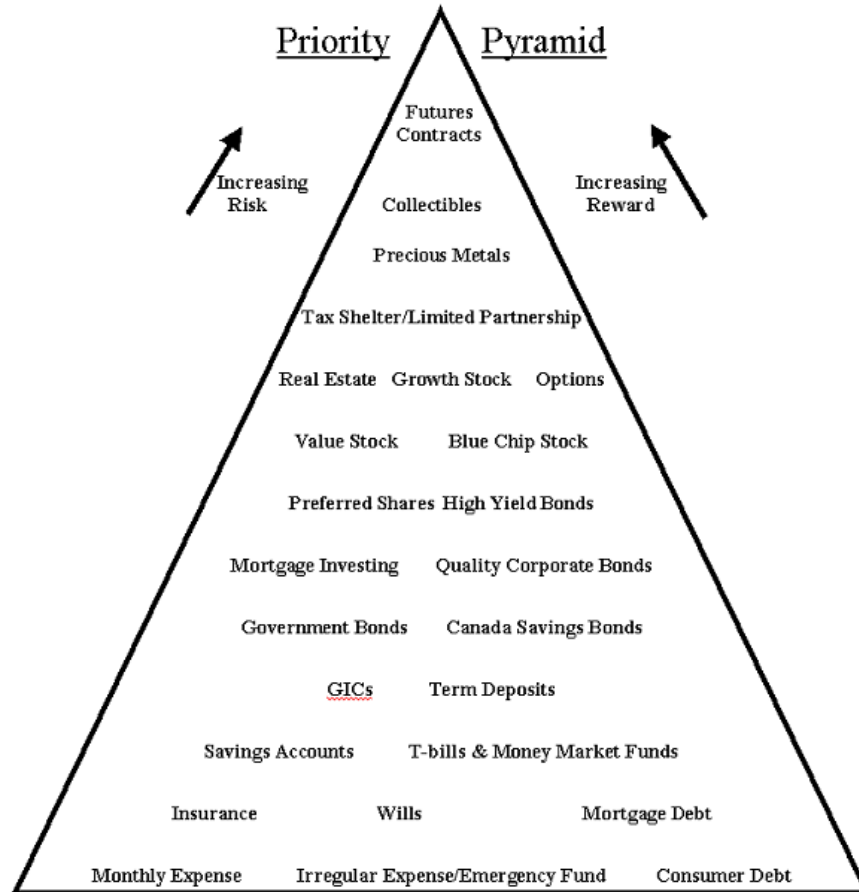 Priority Pyramid
Futures
Contracts
Increasing
Risk
Increasing
Reward
Collectibles
Precious Metals
Tax Shelter/Limited Partnership
Real Estate Growth Stock Options
Value Stock Blue Chip Stock
Preferred Shares High Yield Bonds
Mortgage Investing Quality Corporate Bonds
Government Bonds Canada Savings Bonds
GICs Term Deposits
Savings Accounts T-bills & Money Market Funds
Insurance Wills Mortgage Debt
Monthly Expense Irregular Expense/Emergency Fund Consumer Debt